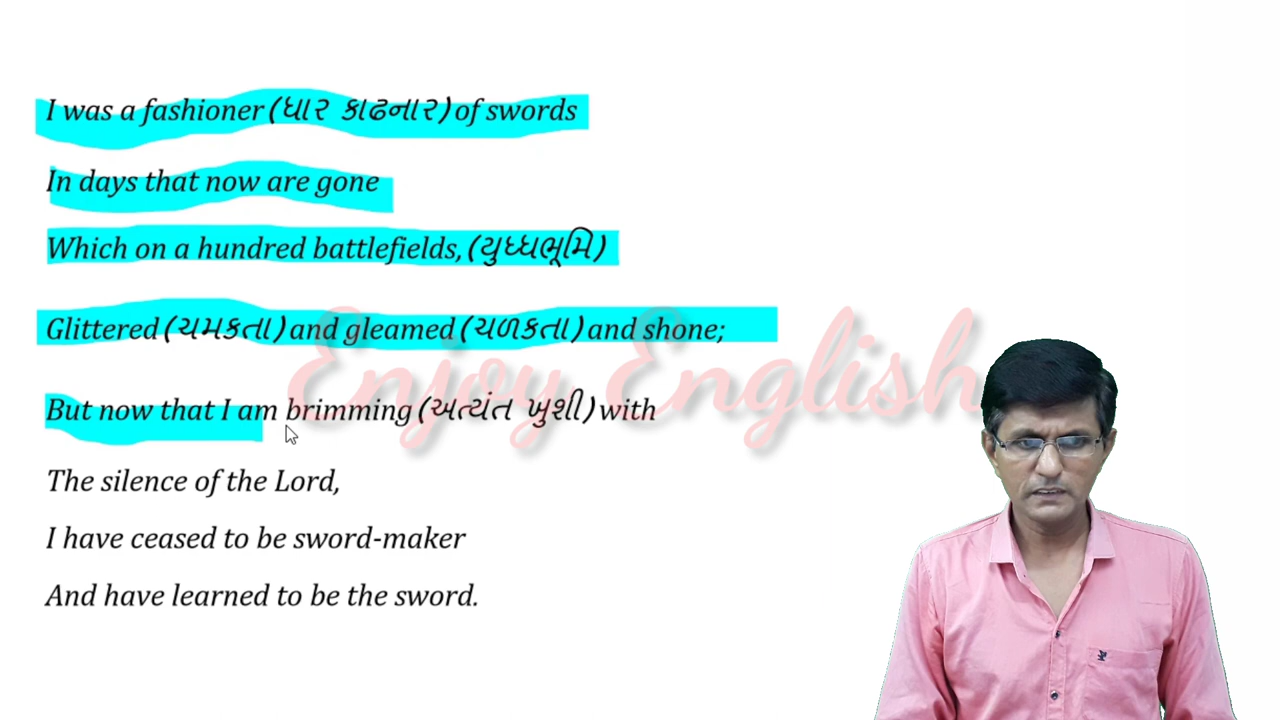 I was a fashioner (ધાર કાઢનાર) of swords
In days that now are gone
Which on a hundred battlefields, (યુધ્ધભૂમિ)
Glittered (ચમકતા) and gleamed (ચળકતા) and shone;
Enjoy English
But now that I am brimming (અત્યંત ખુશી) with
The silence of the Lord,
I have ceased to be sword-maker
And have learned to be the sword.